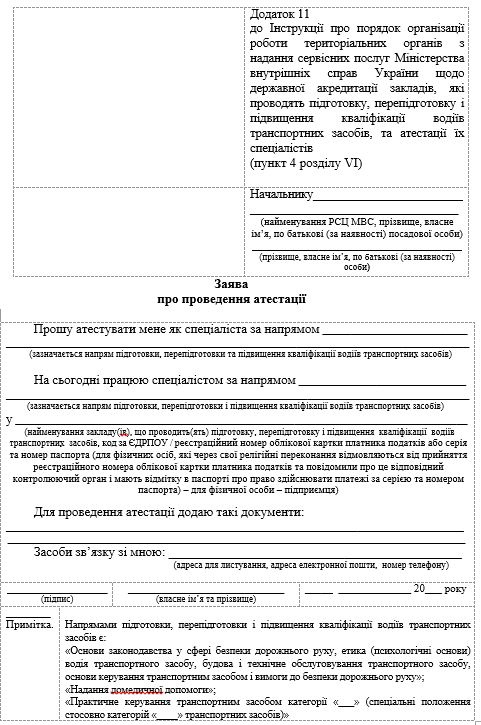 Додаток 11
до Інструкції про порядок організації
роботи територіальних органів з
надання сервісних послуг Міністерства
внутрішніх справ України щодо
державної акредитації закладів, які
проводять підготовку, перепідготовку і
підвищення кваліфікації водіїв
транспортних засобів, та атестації їх
спеціалістів
(пункт 4 розділу VI)
Начальнику_______________________
(найменування РСЦ МВС, прізвище, власне
ім’я, по батькові (за наявності) посадової особи)
(прізвище, власне ім’я, по батькові (за наявності)
особи)
Заява
про проведення атестації
Прошу атестувати мене як спеціаліста за напрямом ______________________
(зазначається напрям підготовки, перепідготовки та підвищення кваліфікації водіїв транспортних засобів)
На сьогодні працюю спеціалістом за напрямом __________________________
(зазначається напрям підготовки, перепідготовки і підвищення кваліфікації водіїв транспортних засобів)
у ______________________________________________________________________
(найменування закладу(ів), що проводить(ять) підготовку, перепідготовку і підвищення кваліфікації водіїв
транспортних засобів, код за ЄДРПОУ / реєстраційний номер облікової картки платника податків або серія
та номер паспорта (для фізичних осіб, які через свої релігійні переконання відмовляються від прийняття
реєстраційного номера облікової картки платника податків та повідомили про це відповідний
контролюючий орган і мають відмітку в паспорті про право здійснювати платежі за серією та номером
паспорта) – для фізичної особи – підприємця)
Для проведення атестації додаю такі документи:
Засоби зв’язку зі мною: ____________________________________________
(адреса для листування, адреса електронної пошти, номер телефону)
_____ ____________ 20___ року
(підпис) (власне ім’я та прізвище)
Примітка. Напрямами підготовки, перепідготовки і підвищення кваліфікації водіїв транспортних
засобів є:
«Основи законодавства у сфері безпеки дорожнього руху, етика (психологічні основи)
водія транспортного засобу, будова і технічне обслуговування транспортного засобу,
основи керування транспортним засобом і вимоги до безпеки дорожнього руху»;
«Надання домедичної допомоги»;
«Практичне керування транспортним засобом категорії «___» (спеціальні положення
стосовно категорій «____» транспортних засобів)»